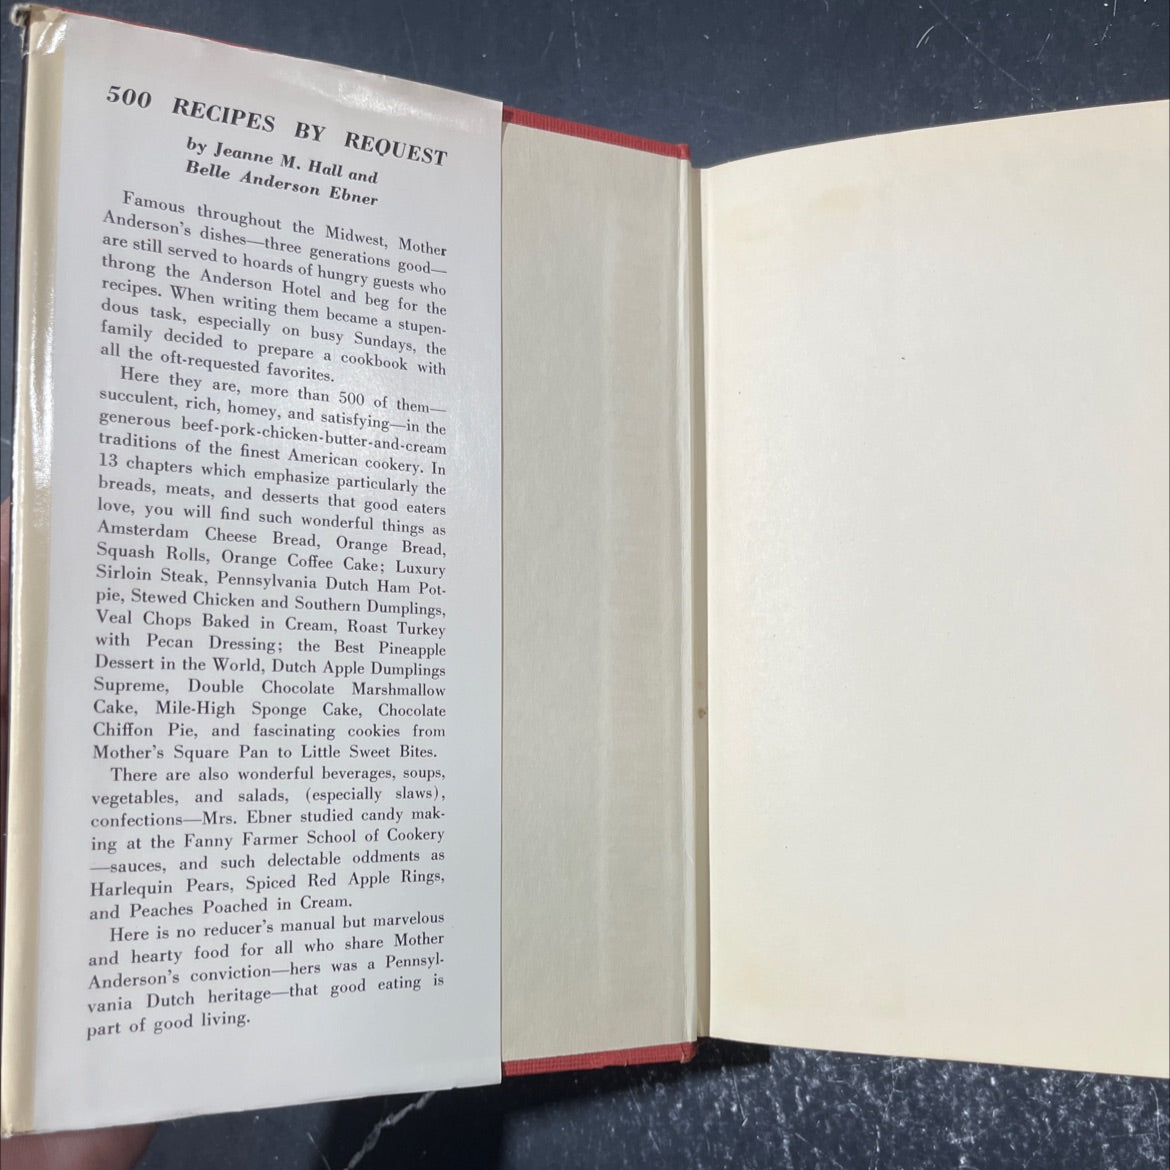 500 RECIPES BY REQUEST
by Jeanne M. Hall and
Belle Anderson Ebner
Famous throughout the Midwest, Mother
Anderson's dishes—three generations good—
are still served to hoards of hungry guests who
throng the Anderson Hotel and beg for the
recipes. When writing them became a stupen-
dous task, especially on busy Sundays, the
family decided to prepare a cookbook with
all the oft-requested favorites.
Here they are, more than 500 of them—
succulent, rich, homey, and satisfying—in the
generous beef-pork-chicken-butter-and-cream
traditions of the finest American cookery. In
13 chapters which emphasize particularly the
breads, meats, and desserts that good eaters
love, you will find such wonderful things as
Amsterdam Cheese Bread, Orange Bread,
Squash Rolls, Orange Coffee Cake; Luxury
Sirloin Steak, Pennsylvania Dutch Ham Pot-
pie, Stewed Chicken and Southern Dumplings,
Veal Chops Baked in Cream, Roast Turkey
with Pecan Dressing; the Best Pineapple
Dessert in the World, Dutch Apple Dumplings
Supreme, Double Chocolate Marshmallow
Cake, Mile-High Sponge Cake, Chocolate
Chiffon Pie, and fascinating cookies from
Mother's Square Pan to Little Sweet Bites.
There are also wonderful beverages, soups,
vegetables, and salads, (especially slaws),
confections—Mrs. Ebner studied candy mak-
ing at the Fanny Farmer School of Cookery
—sauces, and such delectable oddments as
Harlequin Pears, Spiced Red Apple Rings,
and Peaches Poached in Cream.
Here is no reducer's manual but marvelous
and hearty food for all who share Mother
Anderson's conviction—hers was a Pennsyl-
vania Dutch heritage—that good eating is
part of good living.